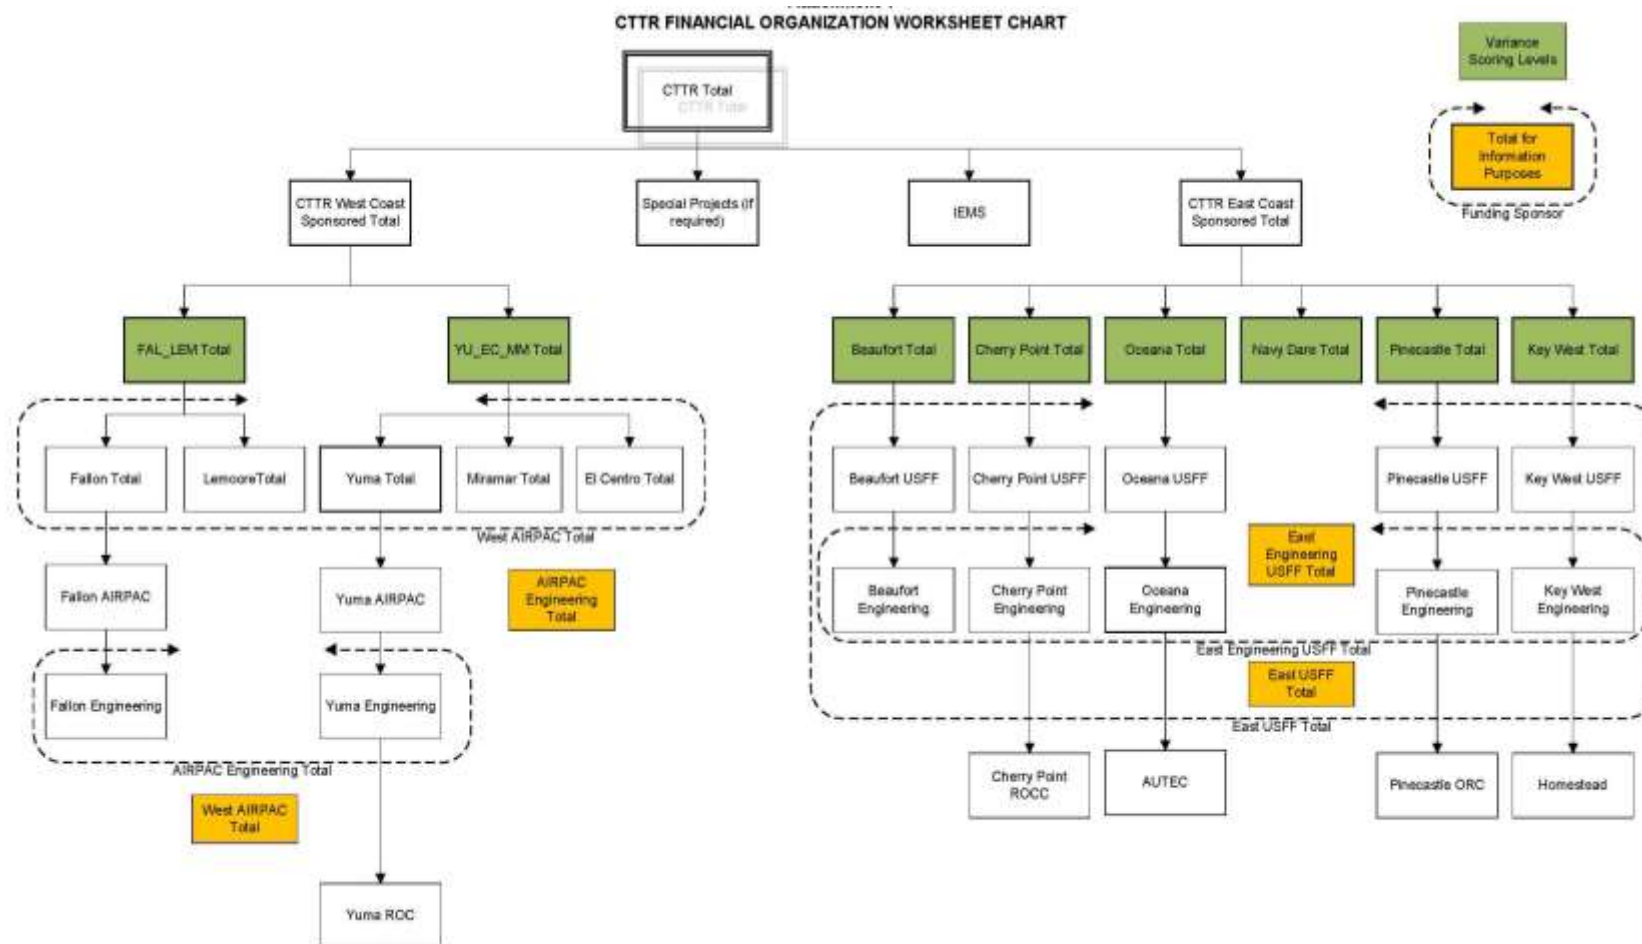 CTTR FINANCIAL ORGANIZATION WORKSHEET CHART
Variance
Scoring Levels
CTTR Total
CTTR Total
Total for
Information
Purposes
Funding Sponsor
CTTR West Coast
Sponsored Total
Special Projects (if
required)
IEMS
CTTR East Coast
Sponsored Total
FAL_LEM Total
YU_EC_MM Total
Beaufort Total
Cherry Point Total
Oceana Total
Navy Dare Total
Pinecastle Total
Key West Total
Fallon Total
LemooreTotal
Yuma Total
Miramar Total
El Centro Total
Beaufort USFF
Cherry Point USFF
Oceana USFF
Pinecastle USFF
Key West USFF
West AIRPAC Total
East
Engineering
USFF Total
Fallon AIRPAC
Yuma AIRPAC
AIRPAC
Engineering
Total
Beaufort
Engineering
Cherry Point
Engineering
Oceana
Engineering
Pinecastle
Engineering
Key West
Engineering
East Engineering USFF Total
East USFF
Total
Fallon Engineering
Yuma Engineering
East USFF Total
AIRPAC Engineering Total
Cherry Point
ROCC
AUTEC
Pinecastle ORC
Homestead
West AIRPAC
Total
Yuma ROC